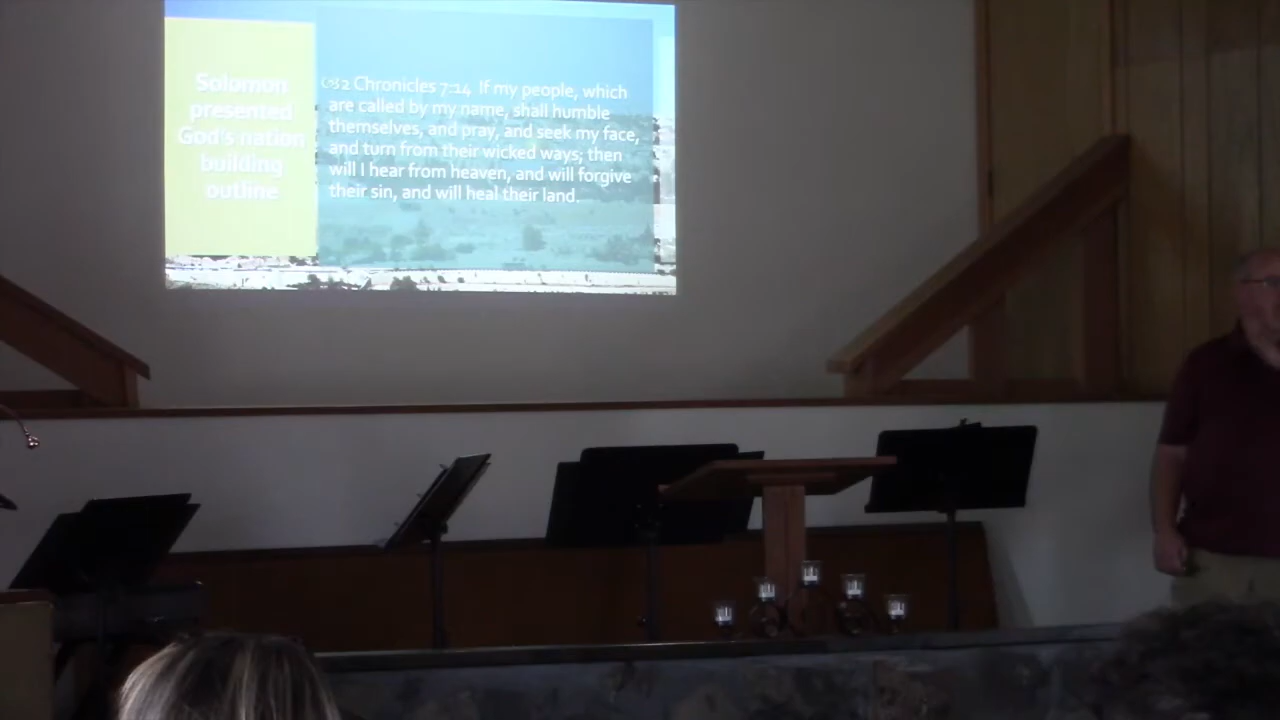 Solomon
presented
God's nation
building
outline
2 Chronicles 7:14 If my people, which
are called by my name, shall humble
themselves, and pray, and seek my face,
and turn from their wicked ways; then
will I hear from heaven, and will forgive
their sin, and will heal their land.